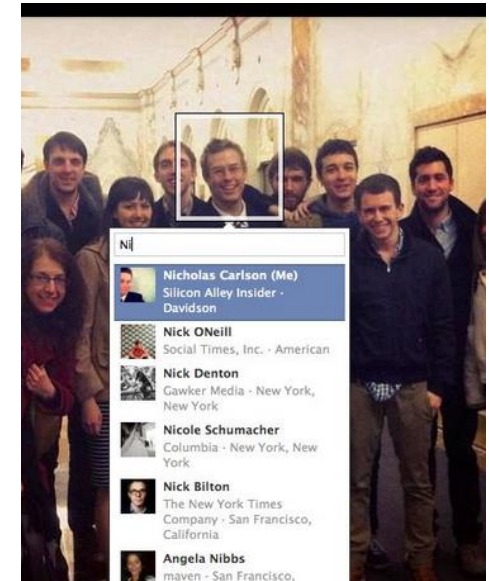 Ni
Nicholas Carlson (Me)
Silicon Alley Insider ·
Davidson
Nick ONeill
Social Times, Inc. · American
Nick Denton
Gawker Media · New York,
New York
Nicole Schumacher
Columbia · New York, New
York
Nick Bilton
The New York Times
Company · San Francisco,
California
Angela Nibbs
maven · San Francisco,